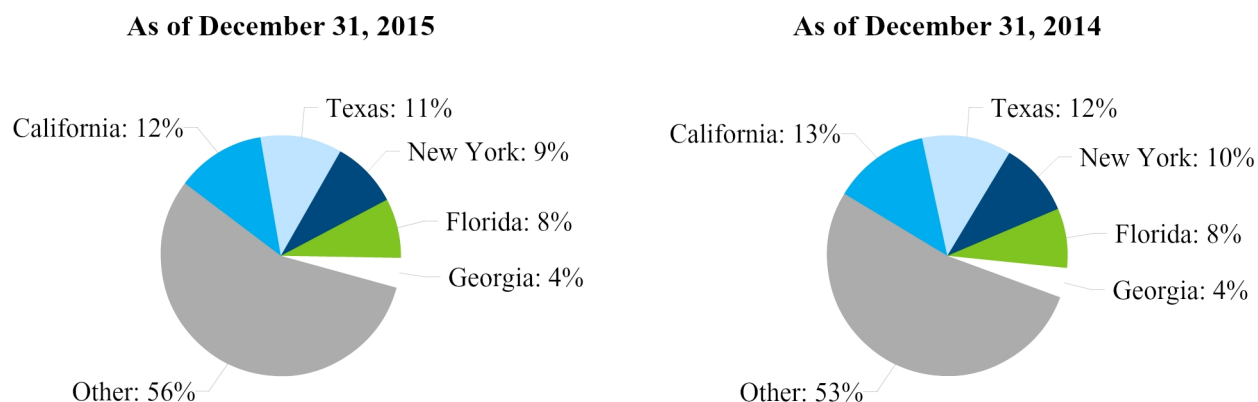 As of December 31, 2015
Texas: 11%
California: 12%
New York: 9%
Florida: 8%
Georgia: 4%
Other: 56%
As of December 31, 2014
Texas: 12%
California: 13%
New York: 10%
Florida: 8%
Georgia: 4%
Other: 53%